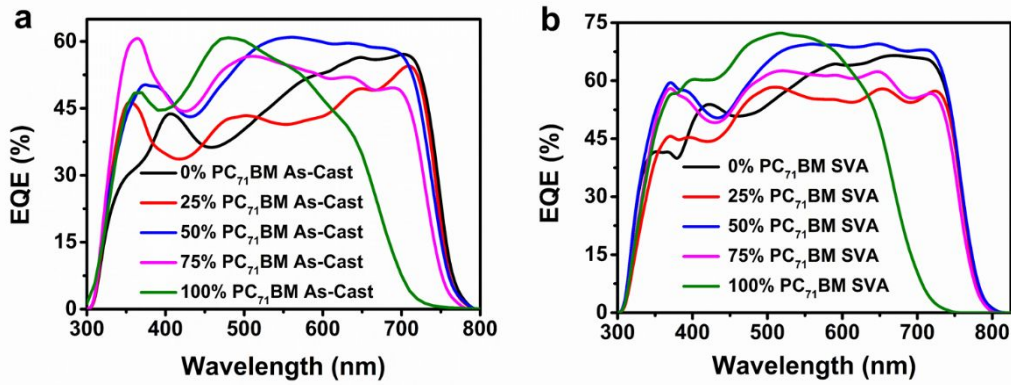 a
EQE (%)
60
45
30
15
0
0% PC₇₁BM As-Cast
25% PC₇₁BM As-Cast
50% PC₇₁BM As-Cast
75% PC₇₁BM As-Cast
100% PC₇₁BM As-Cast
300 400 500 600 700 800
Wavelength (nm)
b
EQE (%)
75
60
45
30
15
0
0% PC₇₁BM SVA
25% PC₇₁BM SVA
50% PC₇₁BM SVA
75% PC₇₁BM SVA
100% PC₇₁BM SVA
300 400 500 600 700 800
Wavelength (nm)